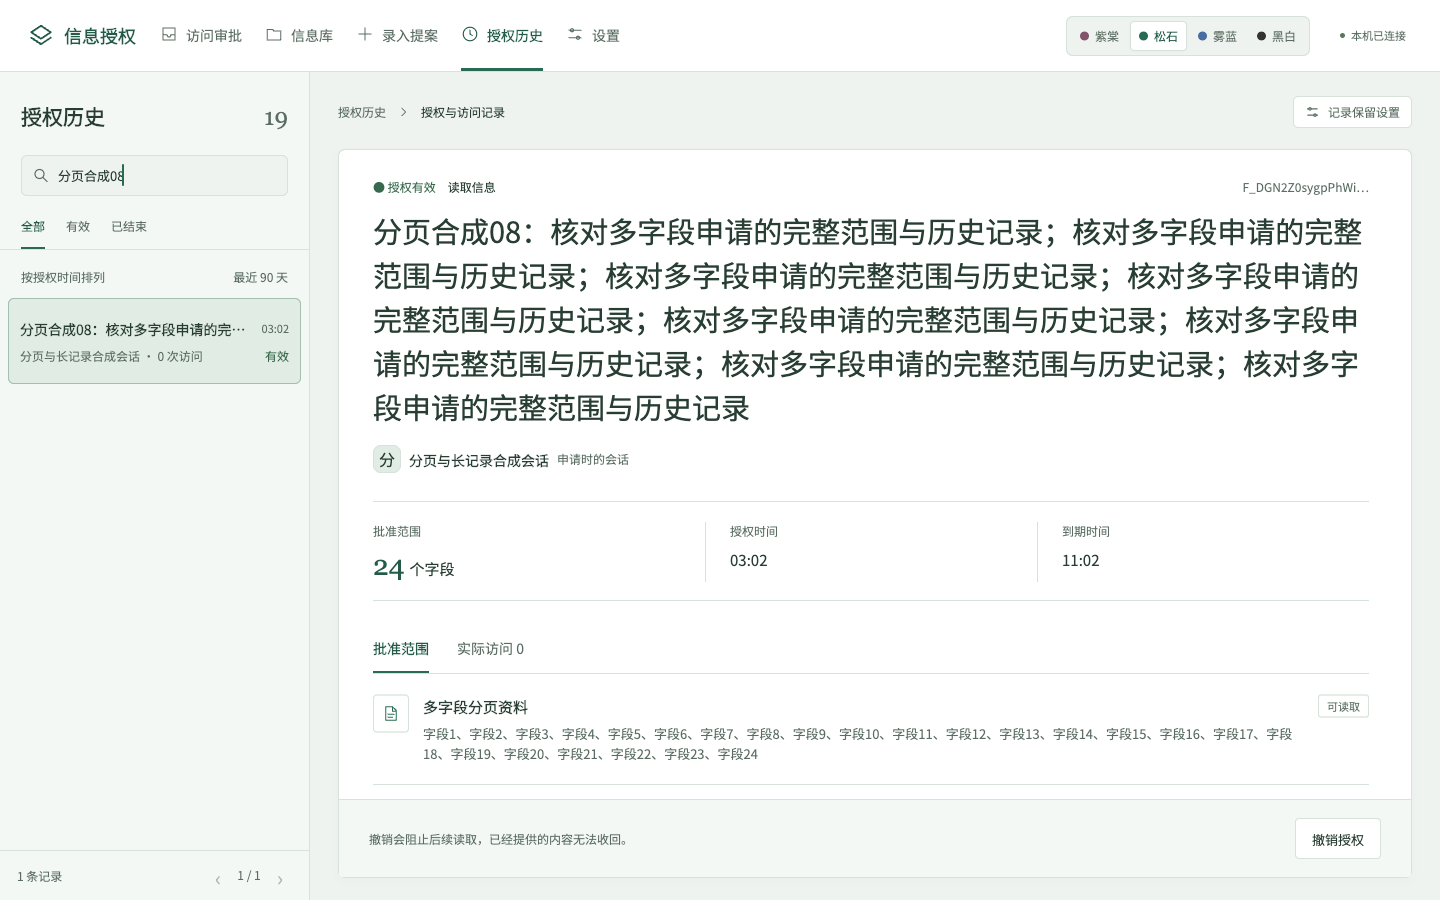 信息授权
访问审批
信息库
录入提案
授权历史
设置
紫棠
松石
雾蓝
黑白
本机已连接
授权历史
19
分页合成08
全部
有效
已结束
按授权时间排列
最近 90 天
分页合成08：核对多字段申请的完…
03:02
分页与长记录合成会话 · 0 次访问
有效
1 条记录
‹ 1 / 1 ›
授权历史 > 授权与访问记录
记录保留设置
授权有效 读取信息
F_DGN2Z0sygpPhWi…
分页合成08：核对多字段申请的完整范围与历史记录；核对多字段申请的完整
范围与历史记录；核对多字段申请的完整范围与历史记录；核对多字段申请的
完整范围与历史记录；核对多字段申请的完整范围与历史记录；核对多字段申
请的完整范围与历史记录；核对多字段申请的完整范围与历史记录；核对多字
段申请的完整范围与历史记录
分
分页与长记录合成会话 申请时的会话
批准范围
24 个字段
授权时间
03:02
到期时间
11:02
批准范围
实际访问 0
多字段分页资料
可读取
字段1、字段2、字段3、字段4、字段5、字段6、字段7、字段8、字段9、字段10、字段11、字段12、字段13、字段14、字段15、字段16、字段17、字段
18、字段19、字段20、字段21、字段22、字段23、字段24
撤销会阻止后续读取，已经提供的内容无法收回。
撤销授权